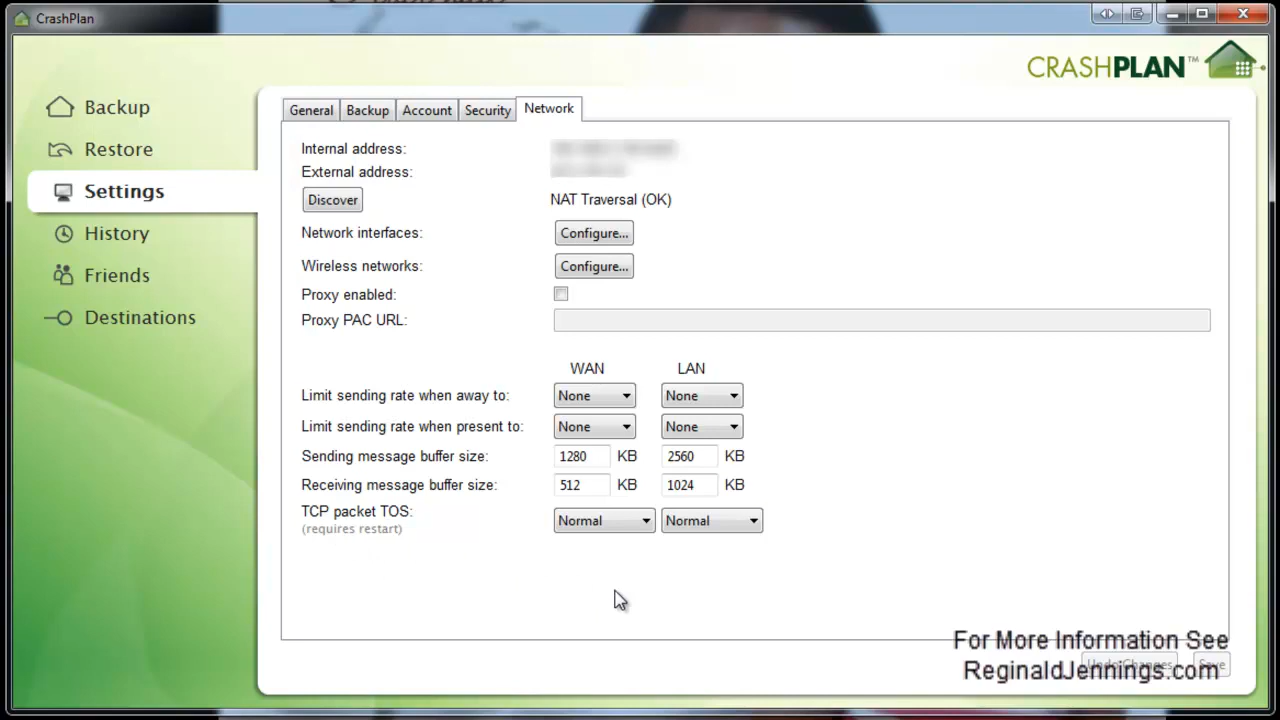 CrashPlan
CRASHPLAN™
Backup
Restore
Settings
History
Friends
Destinations
General Backup Account Security Network
Internal address:
External address:
Discover NAT Traversal (OK)
Network interfaces: Configure...
Wireless networks: Configure...
Proxy enabled:
Proxy PAC URL:
WAN LAN
Limit sending rate when away to: None None
Limit sending rate when present to: None None
Sending message buffer size: 1280 KB 2560 KB
Receiving message buffer size: 512 KB 1024 KB
TCP packet TOS: Normal Normal
(requires restart)
For More Information See
Undo Changes Save
ReginaldJennings.com